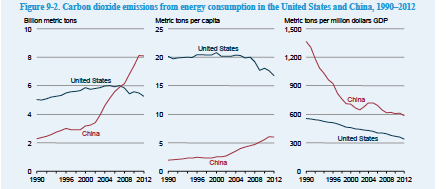 Figure 9-2. Carbon dioxide emissions from energy consumption in the United States and China, 1990–2012
Billion metric tons
10
8
6
4
2
0
United States
China
1990 1996 2000 2004 2008 2012
Metric tons per capita
25
20
15
10
5
0
United States
China
1990 1996 2000 2004 2008 2012
Metric tons per million dollars GDP
1,500
1,200
900
600
300
0
China
United States
1990 1996 2000 2004 2008 2012